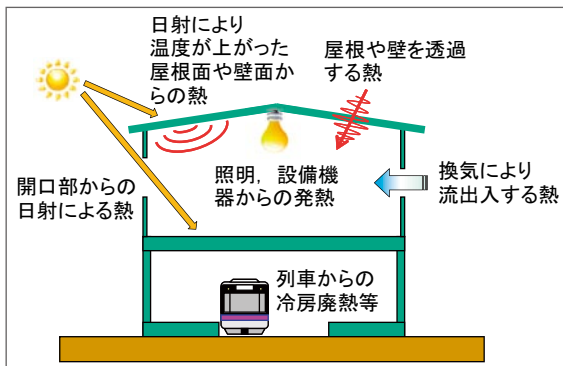 日射により
温度が上がった
屋根面や壁面か
らの熱
屋根や壁を透過
する熱
開口部からの
日射による熱
照明，設備機
器からの発熱
換気により
流出入する熱
列車からの
冷房廃熱等